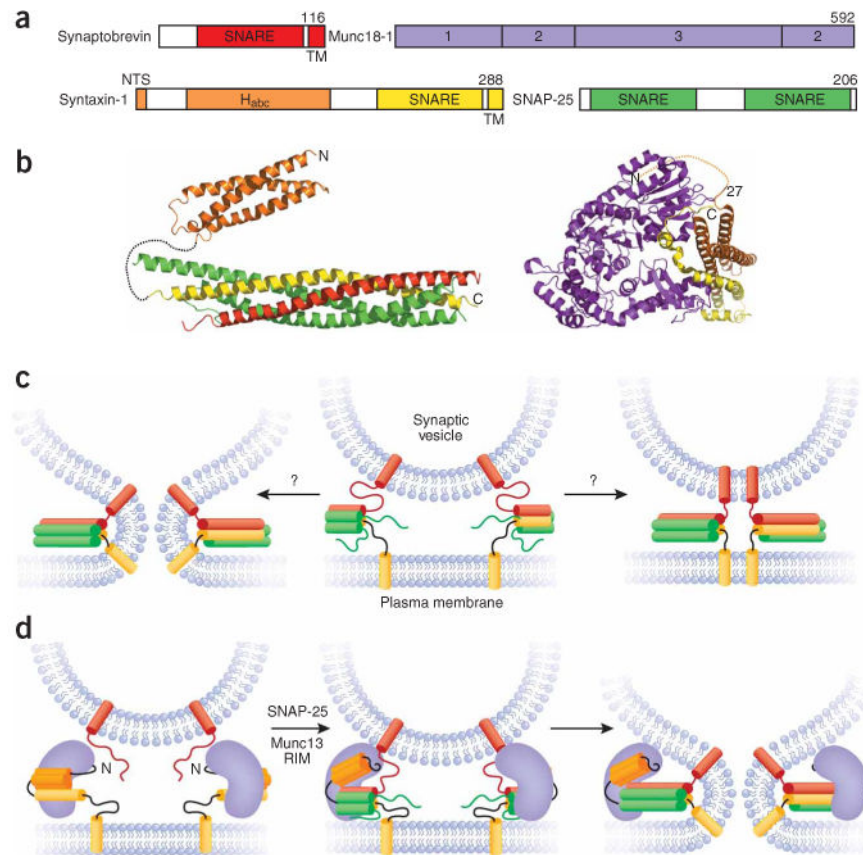 a
116
592
Synaptobrevin SNARE Munc18-1 1 2 3 2
TM
NTS 288 206
Syntaxin-1 Habc SNARE SNAP-25 SNARE SNARE
TM
b
N
N
27
C
C
c
Synaptic
vesicle
? ?
Plasma membrane
d
SNAP-25
Munc13
RIM
N N